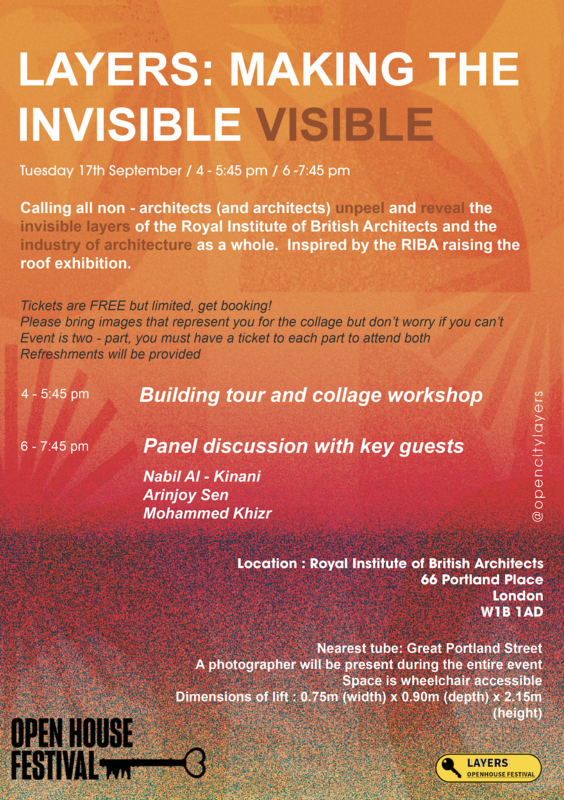 LAYERS: MAKING THE
INVISIBLE VISIBLE
Tuesday 17th September / 4 - 5:45 pm / 6 -7:45 pm
Calling all non - architects (and architects) unpeel and reveal the
invisible layers of the Royal Institute of British Architects and the
industry of architecture as a whole.  Inspired by the RIBA raising the
roof exhibition.
Tickets are FREE but limited, get booking!
Please bring images that represent you for the collage but don't worry if you can't
Event is two - part, you must have a ticket to each part to attend both
Refreshments will be provided
4 - 5:45 pm Building tour and collage workshop
6 - 7:45 pm Panel discussion with key guests
Nabil Al - Kinani
Arinjoy Sen
Mohammed Khizr
@opencitylayers
Location : Royal Institute of British Architects
66 Portland Place
London
W1B 1AD
Nearest tube: Great Portland Street
A photographer will be present during the entire event
Space is wheelchair accessible
Dimensions of lift : 0.75m (width) x 0.90m (depth) x 2.15m
(height)
OPEN HOUSE
FESTIVAL
LAYERS
OPENHOUSE FESTIVAL